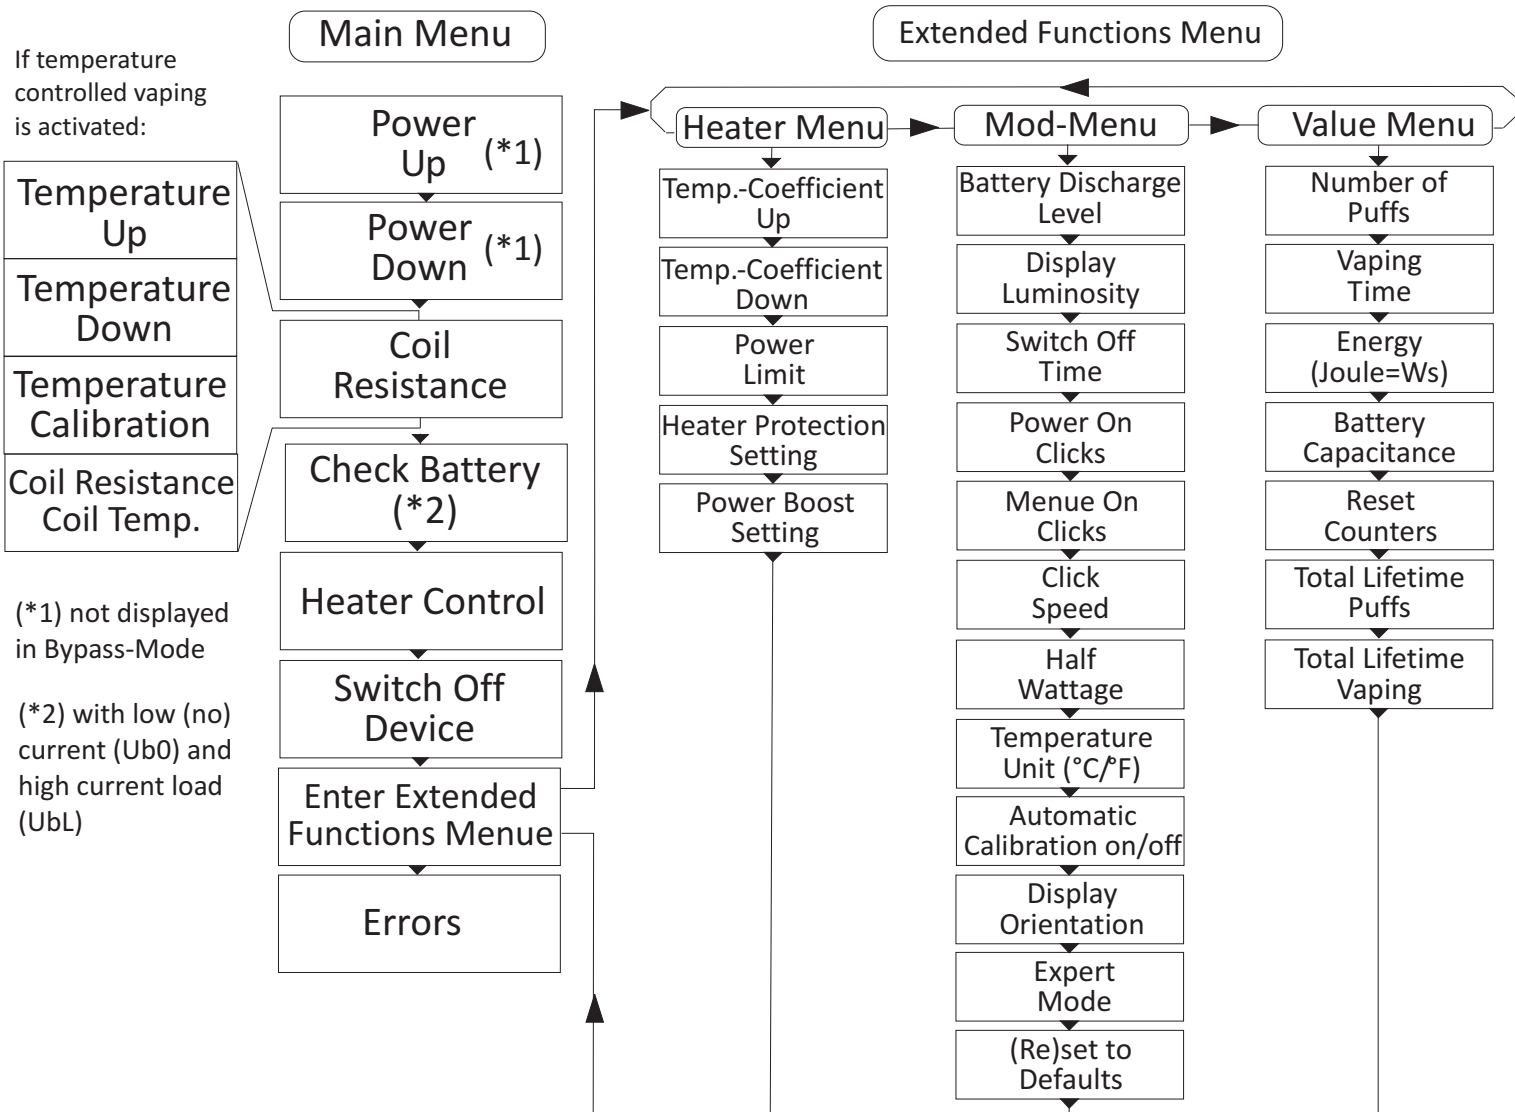 Main Menu
Extended Functions Menu
If temperature
controlled vaping
is activated:
Temperature
Up
Temperature
Down
Temperature
Calibration
Coil Resistance
Coil Temp.
(*1) not displayed
in Bypass-Mode
(*2) with low (no)
current (Ub0) and
high current load
(UbL)
Power
Up (*1)
Power
Down (*1)
Coil
Resistance
Check Battery
(*2)
Heater Control
Switch Off
Device
Enter Extended
Functions Menue
Errors
Heater Menu
Temp.-Coefficient
Up
Temp.-Coefficient
Down
Power
Limit
Heater Protection
Setting
Power Boost
Setting
Mod-Menu
Battery Discharge
Level
Display
Luminosity
Switch Off
Time
Power On
Clicks
Menue On
Clicks
Click
Speed
Half
Wattage
Temperature
Unit (°C/°F)
Automatic
Calibration on/off
Display
Orientation
Expert
Mode
(Re)set to
Defaults
Value Menu
Number of
Puffs
Vaping
Time
Energy
(Joule=Ws)
Battery
Capacitance
Reset
Counters
Total Lifetime
Puffs
Total Lifetime
Vaping